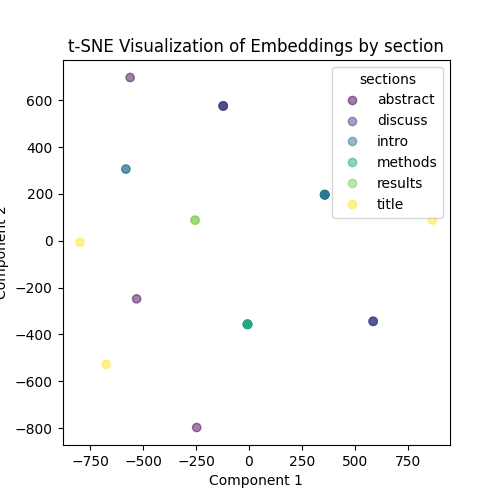 t-SNE Visualization of Embeddings by section
sections
abstract
discuss
intro
methods
results
title
600
400
200
0
−200
−400
−600
−800
Component 2
−750
−500
−250
0
250
500
750
Component 1